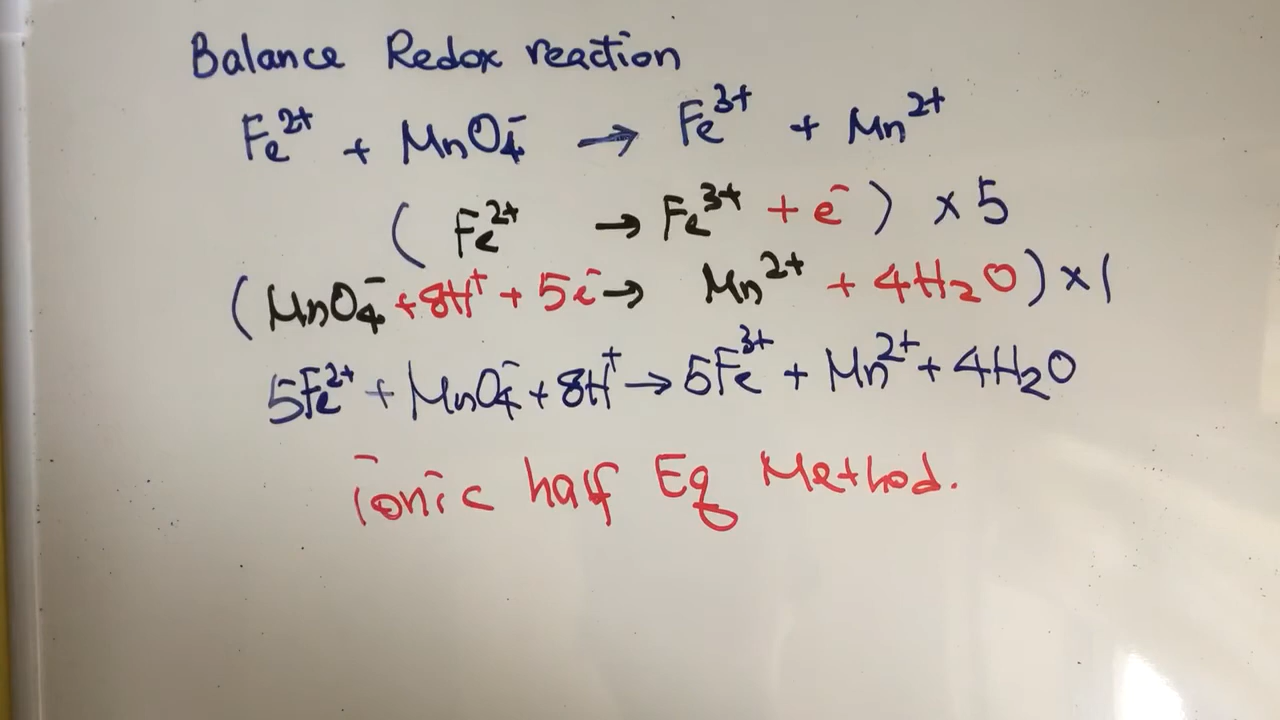 Balance Redox reaction
Fe²⁺ + MnO₄⁻ → Fe³⁺ + Mn²⁺
( Fe²⁺ → Fe³⁺ + e⁻ ) × 5
(MnO₄⁻ + 8H⁺ + 5e⁻ → Mn²⁺ + 4H₂O) × 1
5Fe²⁺ + MnO₄⁻ + 8H⁺ → 5Fe³⁺ + Mn²⁺ + 4H₂O
ionic half Eq Method.